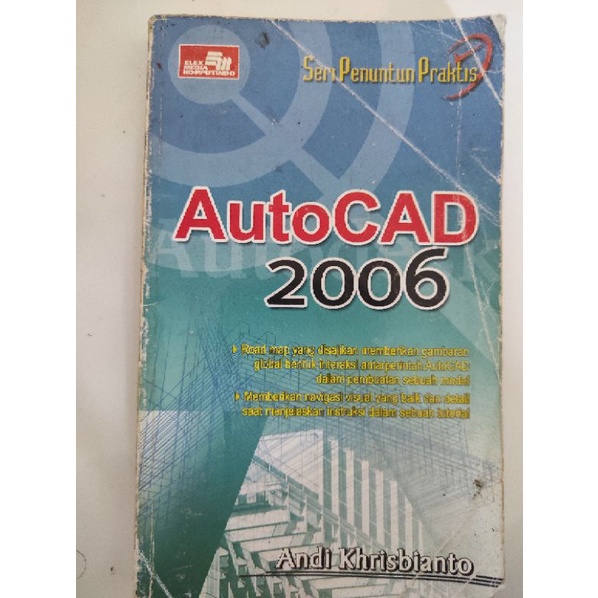 ELEX
MEDIA
KOMPUTINDO
Seri Penuntun Praktis
AutoCAD
2006
Road map yang disajikan memberikan gambaran
global bentuk interaksi antarperintah AutoCAD
dalam pembuatan sebuah model
Memberikan navigasi visual yang baik dan detail
saat menjelaskan instruksi dalam sebuah tutorial
Andi Khrisbianto